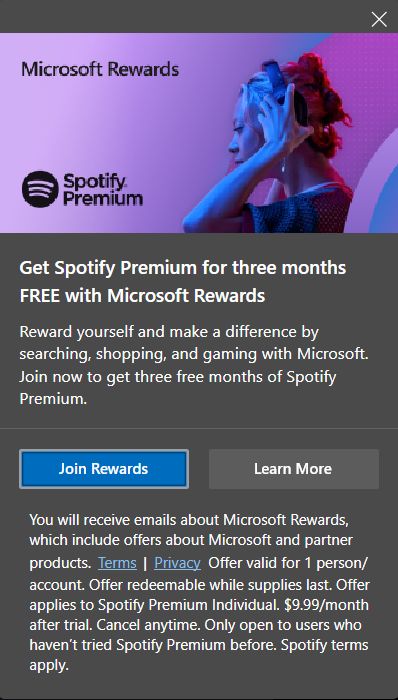 Microsoft Rewards
Spotify
Premium
Get Spotify Premium for three months
FREE with Microsoft Rewards
Reward yourself and make a difference by
searching, shopping, and gaming with Microsoft.
Join now to get three free months of Spotify
Premium.
Join Rewards
Learn More
You will receive emails about Microsoft Rewards,
which include offers about Microsoft and partner
products. Terms | Privacy Offer valid for 1 person/
account. Offer redeemable while supplies last. Offer
applies to Spotify Premium Individual. $9.99/month
after trial. Cancel anytime. Only open to users who
haven’t tried Spotify Premium before. Spotify terms
apply.